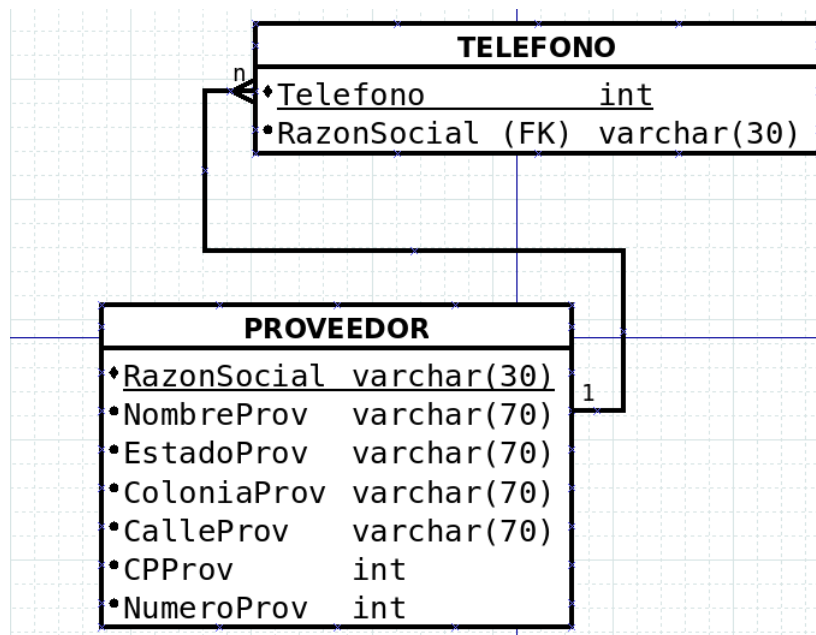 TELEFONO
n
Telefono int
RazonSocial (FK) varchar(30)
PROVEEDOR
RazonSocial varchar(30)
1
NombreProv varchar(70)
EstadoProv varchar(70)
ColoniaProv varchar(70)
CalleProv varchar(70)
CPProv int
NumeroProv int